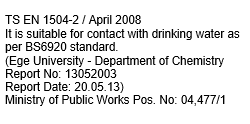 TS EN 1504-2 / April 2008
It is suitable for contact with drinking water as
per BS6920 standard.
(Ege University - Department of Chemistry
Report No: 13052003
Report Date: 20.05.13)
Ministry of Public Works Pos. No: 04,477/1